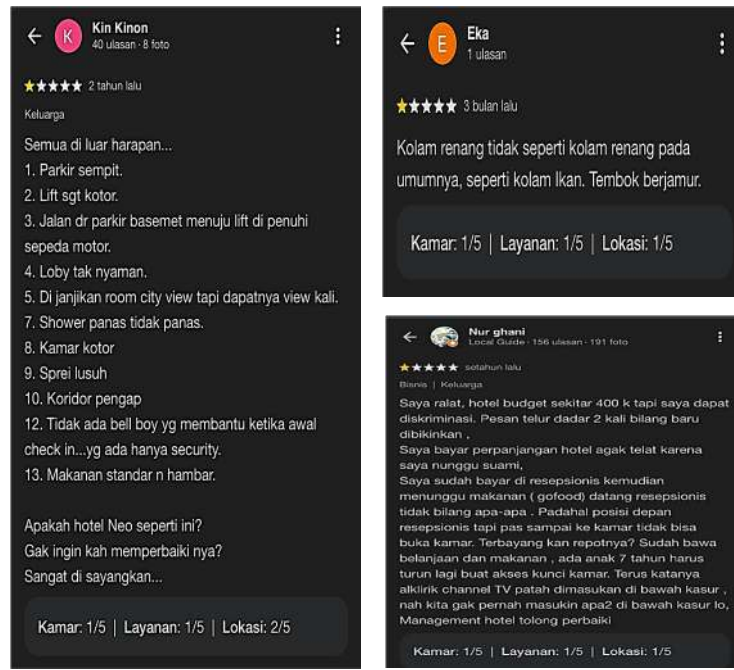 Kin Kinon
K
40 ulasan · 8 foto
2 tahun lalu
Keluarga
Semua di luar harapan...
1. Parkir sempit.
2. Lift sgt kotor.
3. Jalan dr parkir basemet menuju lift di penuhi
sepeda motor.
4. Loby tak nyaman.
5. Di janjikan room city view tapi dapatnya view kali.
7. Shower panas tidak panas.
8. Kamar kotor
9. Sprei lusuh
10. Koridor pengap
12. Tidak ada bell boy yg membantu ketika awal
check in...yg ada hanya security.
13. Makanan standar n hambar.
Apakah hotel Neo seperti ini?
Gak ingin kah memperbaiki nya?
Sangat di sayangkan...
Kamar: 1/5 | Layanan: 1/5 | Lokasi: 2/5
Eka
E
1 ulasan
3 bulan lalu
Kolam renang tidak seperti kolam renang pada
umumnya, seperti kolam Ikan. Tembok berjamur.
Kamar: 1/5 | Layanan: 1/5 | Lokasi: 1/5
Nur ghani
Local Guide · 156 ulasan · 191 foto
setahun lalu
Bisnis | Keluarga
Saya ralat, hotel budget sekitar 400 k tapi saya dapat
diskriminasi. Pesan telur dadar 2 kali bilang baru
dibikinkan ,
Saya bayar perpanjangan hotel agak telat karena
saya nunggu suami,
Saya sudah bayar di resepsionis kemudian
menunggu makanan ( gofood) datang resepsionis
tidak bilang apa-apa . Padahal posisi depan
resepsionis tapi pas sampai ke kamar tidak bisa
buka kamar. Terbayang kan repotnya? Sudah bawa
belanjaan dan makanan , ada anak 7 tahun harus
turun lagi buat akses kunci kamar. Terus katanya
alklirik channel TV patah dimasukan di bawah kasur ,
nah kita gak pernah masukin apa2 di bawah kasur lo,
Management hotel tolong perbaiki
Kamar: 1/5 | Layanan: 1/5 | Lokasi: 1/5